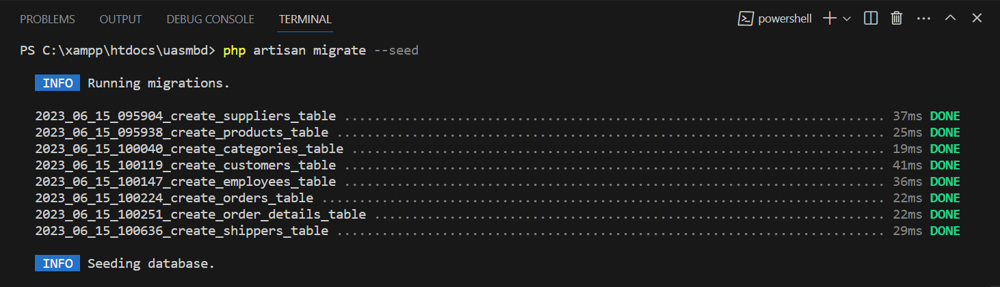 PROBLEMS OUTPUT DEBUG CONSOLE TERMINAL powershell
PS C:\xampp\htdocs\uasmbd> php artisan migrate --seed
INFO Running migrations.
2023_06_15_095904_create_suppliers_table ........................................................................ 37ms DONE
2023_06_15_095938_create_products_table ......................................................................... 25ms DONE
2023_06_15_100040_create_categories_table ....................................................................... 19ms DONE
2023_06_15_100119_create_customers_table ........................................................................ 41ms DONE
2023_06_15_100147_create_employees_table ........................................................................ 36ms DONE
2023_06_15_100224_create_orders_table ........................................................................... 22ms DONE
2023_06_15_100251_create_order_details_table .................................................................... 22ms DONE
2023_06_15_100636_create_shippers_table ......................................................................... 29ms DONE
INFO Seeding database.